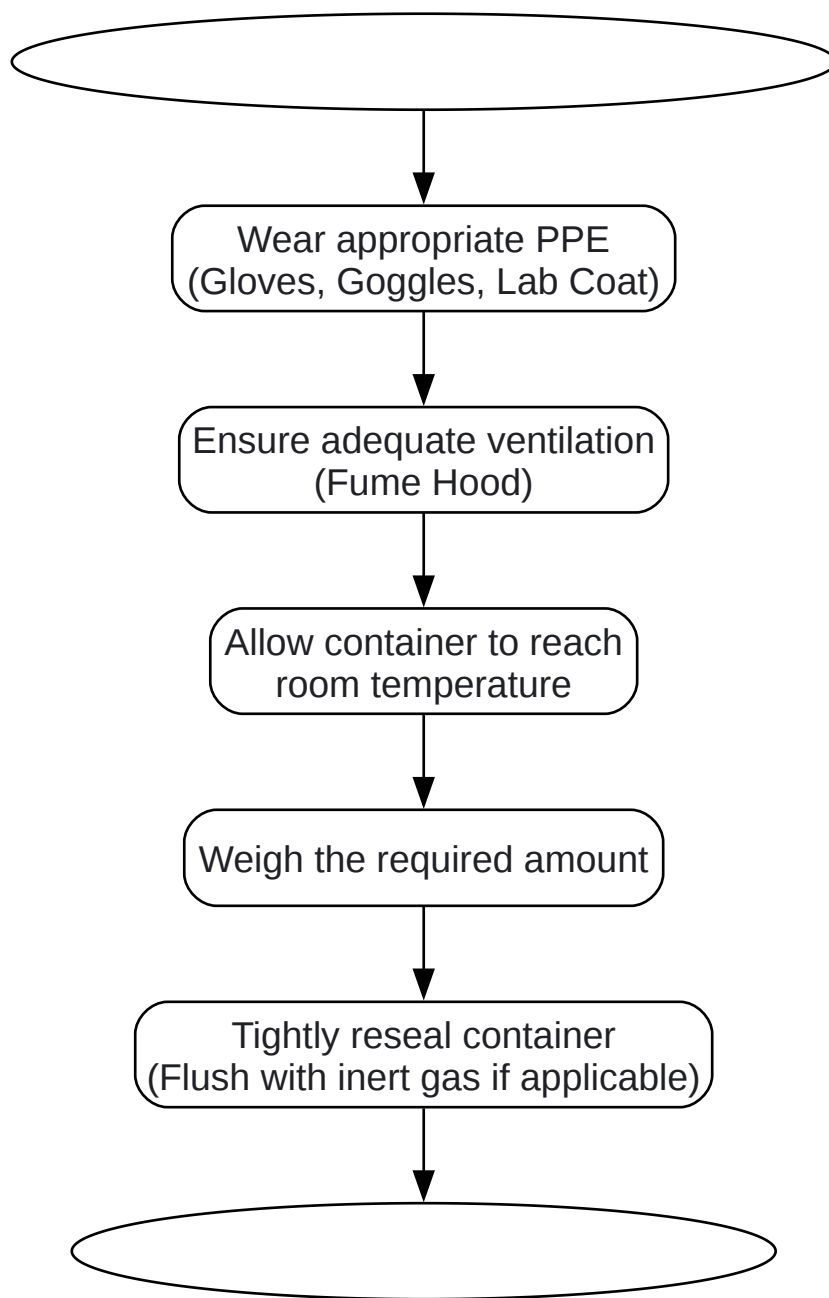 Wear appropriate PPE
(Gloves, Goggles, Lab Coat)
Ensure adequate ventilation
(Fume Hood)
Allow container to reach
room temperature
Weigh the required amount
Tightly reseal container
(Flush with inert gas if applicable)